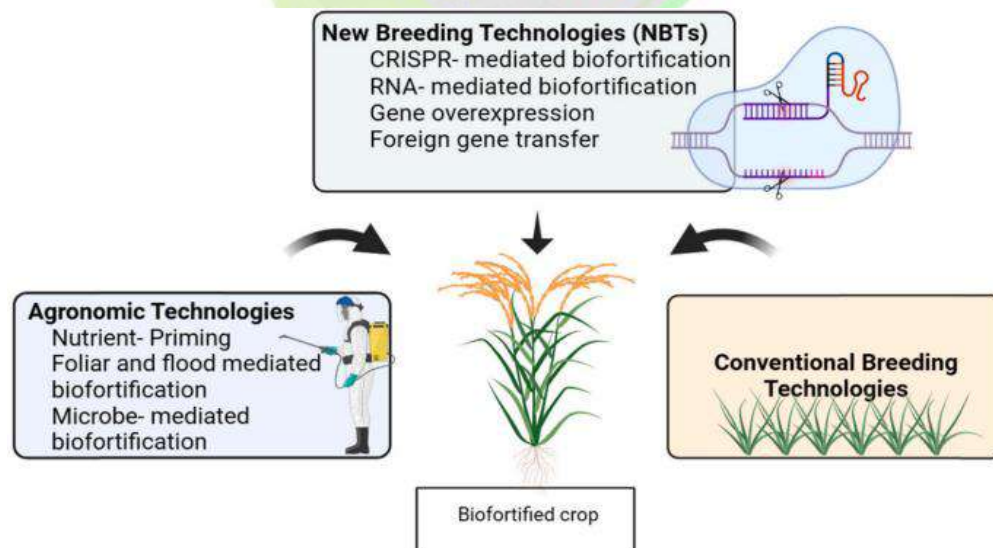 New Breeding Technologies (NBTs)
CRISPR- mediated biofortification
RNA- mediated biofortification
Gene overexpression
Foreign gene transfer
Agronomic Technologies
Nutrient- Priming
Foliar and flood mediated
biofortification
Microbe- mediated
biofortification
Conventional Breeding
Technologies
Biofortified crop